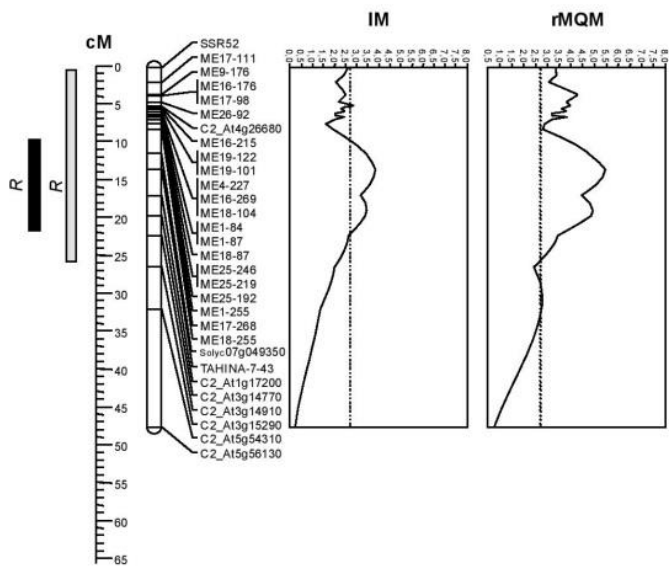 IM
rMQM
cM
0.0 0.5 1.0 1.5 2.0 2.5 3.0 3.5 4.0 4.5 5.0 5.5 6.0 6.5 7.0 7.5 8.0
0.0 0.5 1.0 1.5 2.0 2.5 3.0 3.5 4.0 4.5 5.0 5.5 6.0 6.5 7.0 7.5 8.0
0
5
10
15
20
25
30
35
40
45
50
55
60
65
R
R
SSR52
ME17-111
ME9-176
ME16-176
ME17-98
ME26-92
C2_At4g26680
ME16-215
ME19-122
ME19-101
ME4-227
ME16-269
ME18-104
ME1-84
ME1-87
ME18-87
ME25-246
ME25-219
ME25-192
ME1-255
ME17-268
ME18-255
Solyc07g049350
TAHINA-7-43
C2_At1g17200
C2_At3g14770
C2_At3g14910
C2_At3g15290
C2_At5g54310
C2_At5g56130